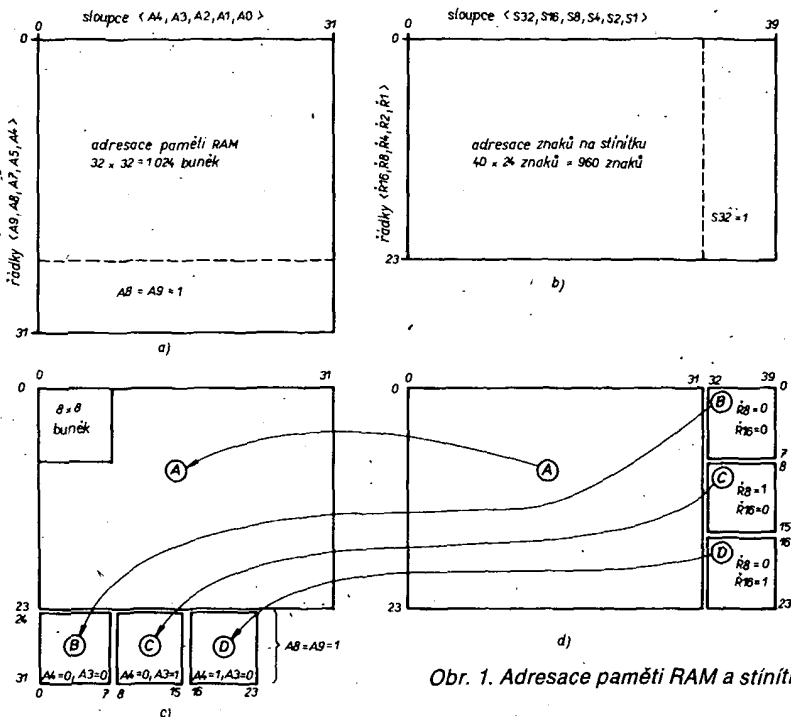 sloupce < A4, A3, A2, A1, A0 >
0
31
0
řádky < A9, A8, A7, A5, A4 >
adresace paměti RAM
32 x 32 = 1024 buněk
A8 = A9 = 1
31
a)
sloupce < S32, S16, S8, S4, S2, S1 >
0
39
0
řádky < Ř16, Ř8, Ř4, Ř2, Ř1 >
adresace znaků na stínítku
40 x 24 znaků = 960 znaků
S32 = 1
23
b)
0
31
0
8 x 8
buněk
A
23
24
B
C
D
A4=0, A3=0
A4=0, A3=1
A4=1, A3=0
A8=A9=1
31
0
7
8
15
16
23
c)
0
31
32
39
A
B
Ř8=0
Ř16=0
0
7
C
Ř8=1
Ř16=0
8
15
D
Ř8=0
Ř16=1
16
23
23
d)
Obr. 1. Adresace paměti RAM a